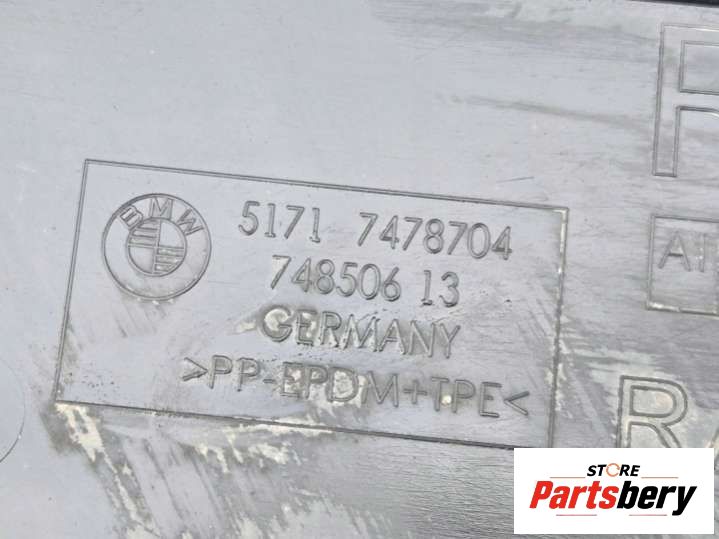 BMW
5171 7478704
748506 13
GERMANY
>PP-EPDM+TPE<
STORE
Partsbery